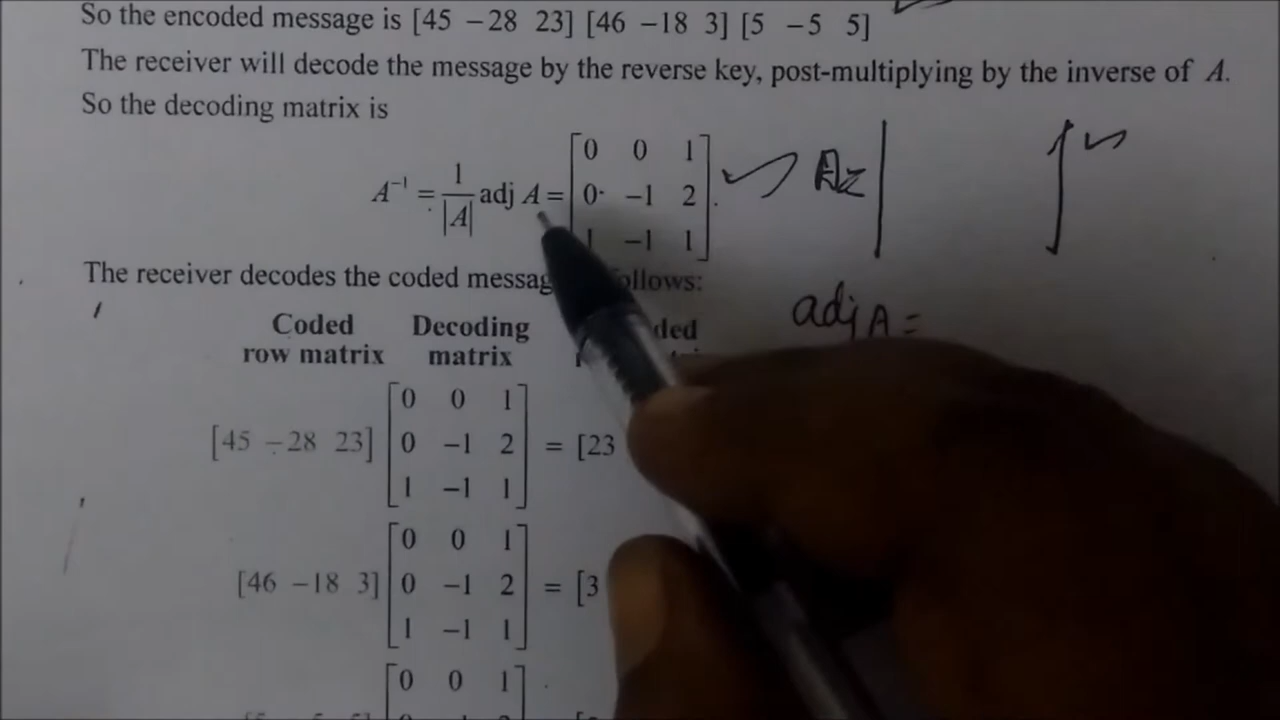 So the encoded message is [45 −28 23] [46 −18 3] [5 −5 5]
The receiver will decode the message by the reverse key, post-multiplying by the inverse of A.
So the decoding matrix is
A⁻¹ = 1/|A| adj A = [0 0 1
0 −1 2
1 −1 1].
The receiver decodes the coded follows:
adj A =
Coded Decoding
row matrix matrix
[45 −28 23] [0 0 1
0 −1 2
1 −1 1] = [23
[46 −18 3] [0 0 1
0 −1 2
1 −1 1] = [3
[0 0 1